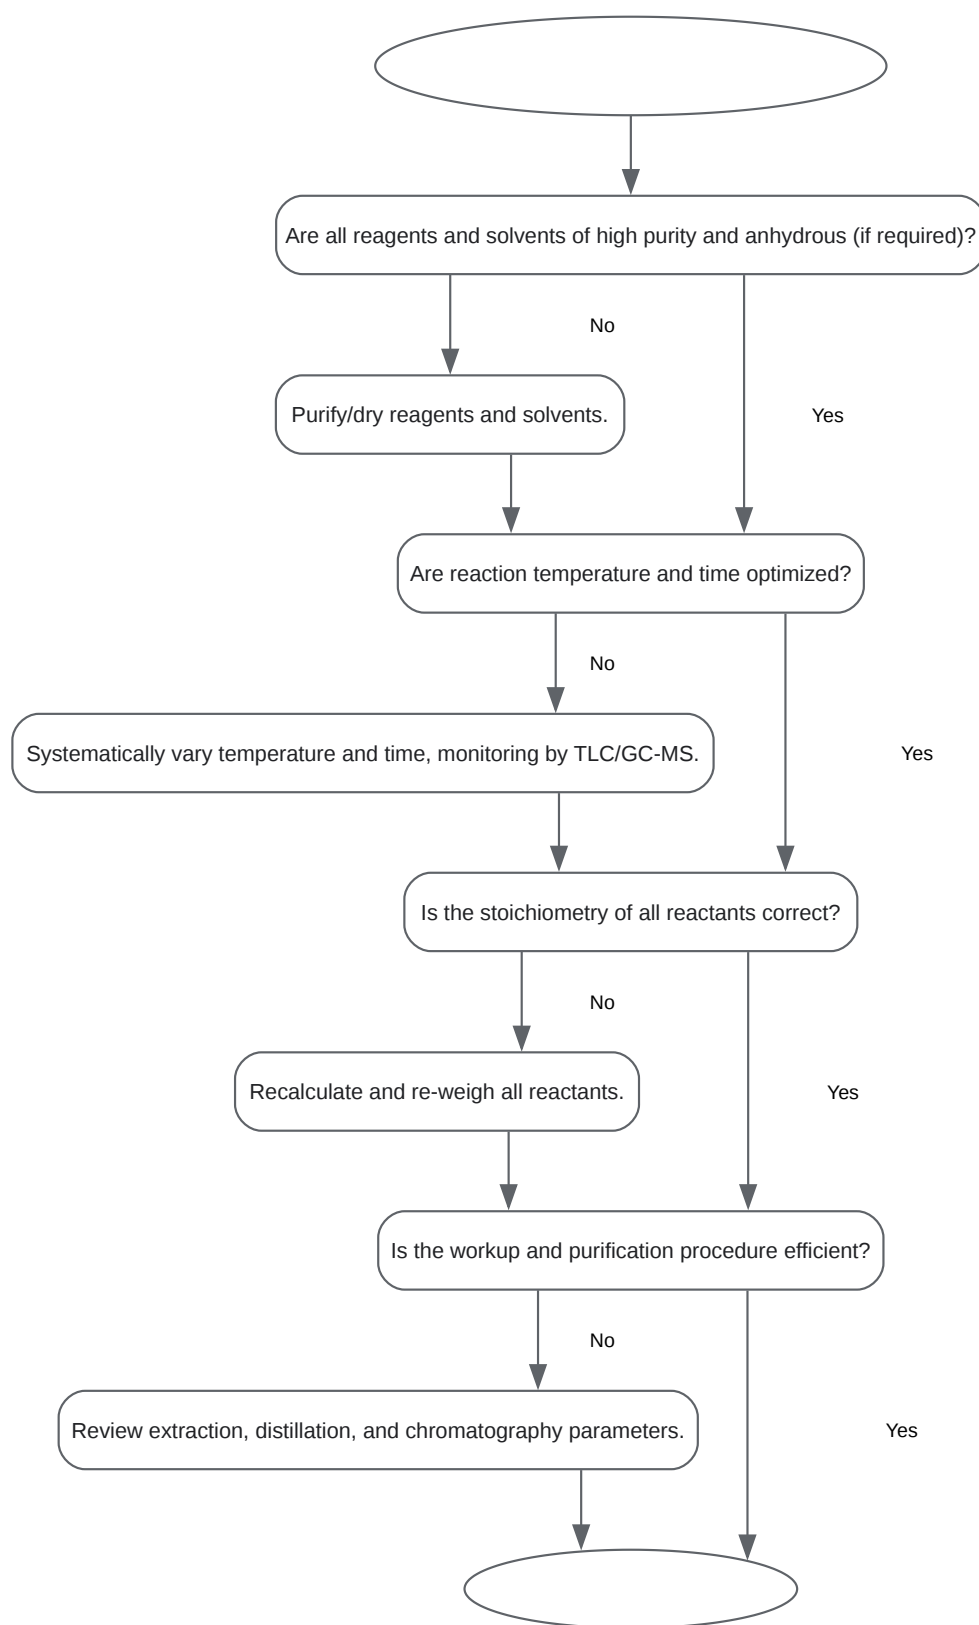 Are all reagents and solvents of high purity and anhydrous (if required)?
No
Purify/dry reagents and solvents.
Yes
Are reaction temperature and time optimized?
No
Systematically vary temperature and time, monitoring by TLC/GC-MS.
Yes
Is the stoichiometry of all reactants correct?
No
Recalculate and re-weigh all reactants.
Yes
Is the workup and purification procedure efficient?
No
Review extraction, distillation, and chromatography parameters.
Yes